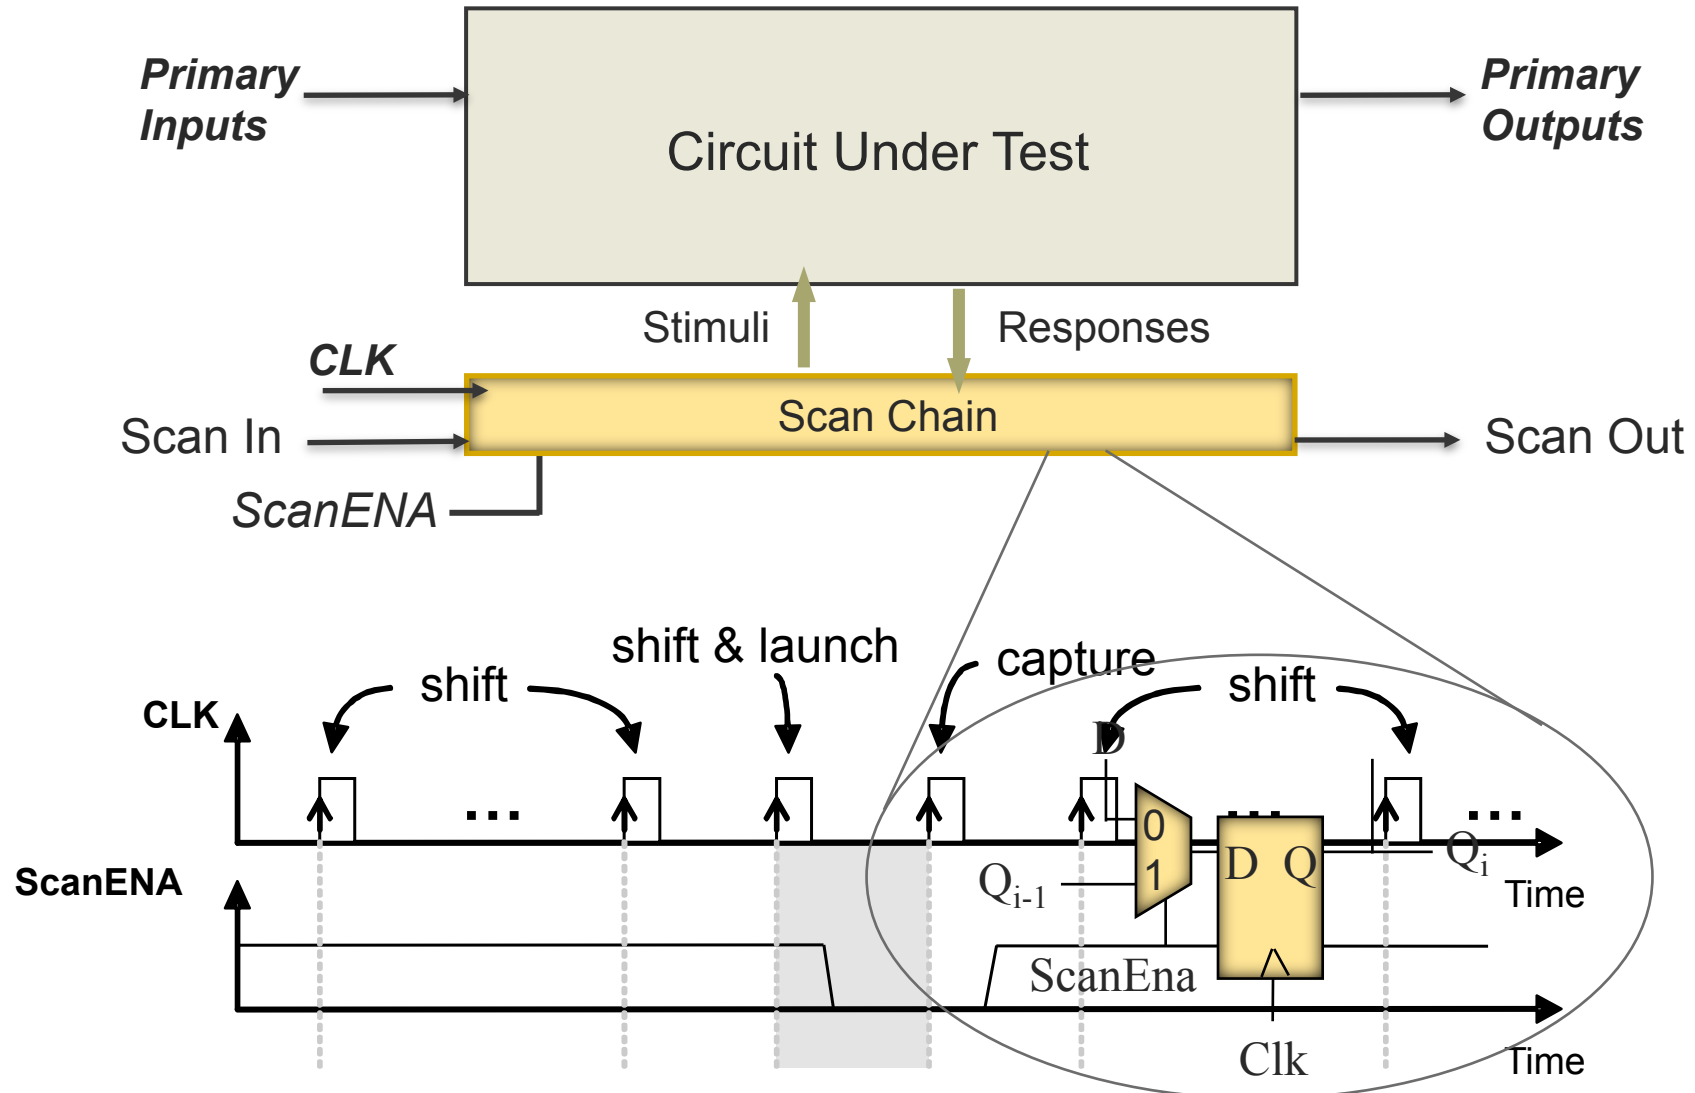 Primary
Inputs
Circuit Under Test
Primary
Outputs
Stimuli
Responses
CLK
Scan In
Scan Chain
Scan Out
ScanENA
shift
shift & launch
capture
shift
CLK
D
...
...
...
0
1
D Q
Qi
Qi-1
Time
ScanENA
ScanEna
Clk
Time